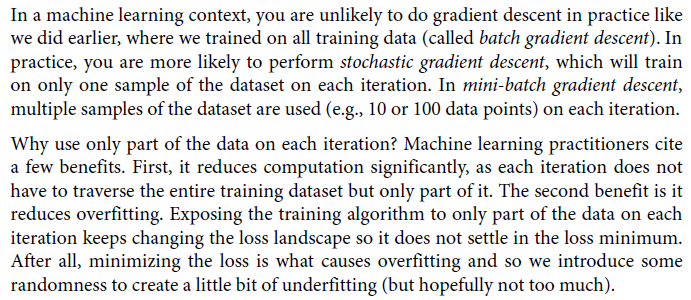 In a machine learning context, you are unlikely to do gradient descent in practice like
we did earlier, where we trained on all training data (called batch gradient descent). In
practice, you are more likely to perform stochastic gradient descent, which will train
on only one sample of the dataset on each iteration. In mini-batch gradient descent,
multiple samples of the dataset are used (e.g., 10 or 100 data points) on each iteration.
Why use only part of the data on each iteration? Machine learning practitioners cite
a few benefits. First, it reduces computation significantly, as each iteration does not
have to traverse the entire training dataset but only part of it. The second benefit is it
reduces overfitting. Exposing the training algorithm to only part of the data on each
iteration keeps changing the loss landscape so it does not settle in the loss minimum.
After all, minimizing the loss is what causes overfitting and so we introduce some
randomness to create a little bit of underfitting (but hopefully not too much).